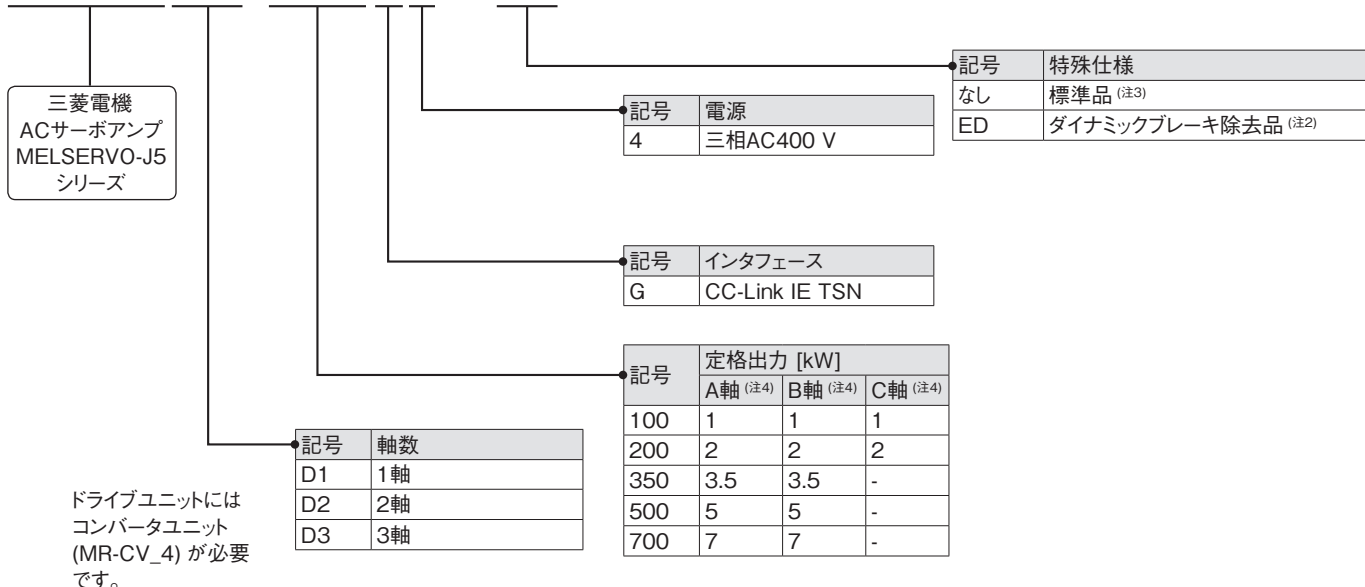 三菱電機
ACサーボアンプ
MELSERVO-J5
シリーズ
記号 特殊仕様
なし 標準品 (注3)
ED ダイナミックブレーキ除去品 (注2)
記号 電源
4 三相AC400 V
記号 インタフェース
G CC-Link IE TSN
記号 定格出力 [kW]
A軸 (注4) B軸 (注4) C軸 (注4)
100 1 1 1
200 2 2 2
350 3.5 3.5 -
500 5 5 -
700 7 7 -
記号 軸数
D1 1軸
D2 2軸
D3 3軸
ドライブユニットには
コンバータユニット
(MR-CV_4) が必要
です。